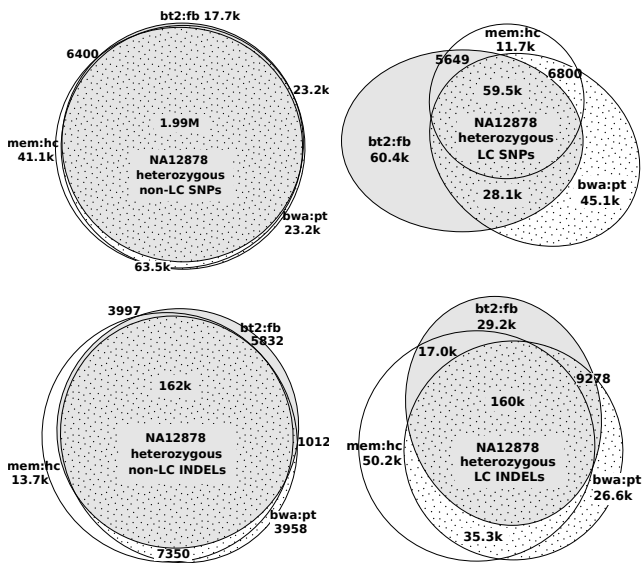 bt2:fb 17.7k
6400
23.2k
1.99M
mem:hc
41.1k
NA12878
heterozygous
non-LC SNPs
bwa:pt
23.2k
63.5k
mem:hc
11.7k
5649
6800
59.5k
NA12878
heterozygous
LC SNPs
bt2:fb
60.4k
bwa:pt
45.1k
28.1k
3997
bt2:fb
5832
162k
NA12878
heterozygous
non-LC INDELs
1012
mem:hc
13.7k
bwa:pt
3958
7350
bt2:fb
29.2k
17.0k
9278
160k
mem:hc
50.2k
NA12878
heterozygous
LC INDELs
bwa:pt
26.6k
35.3k